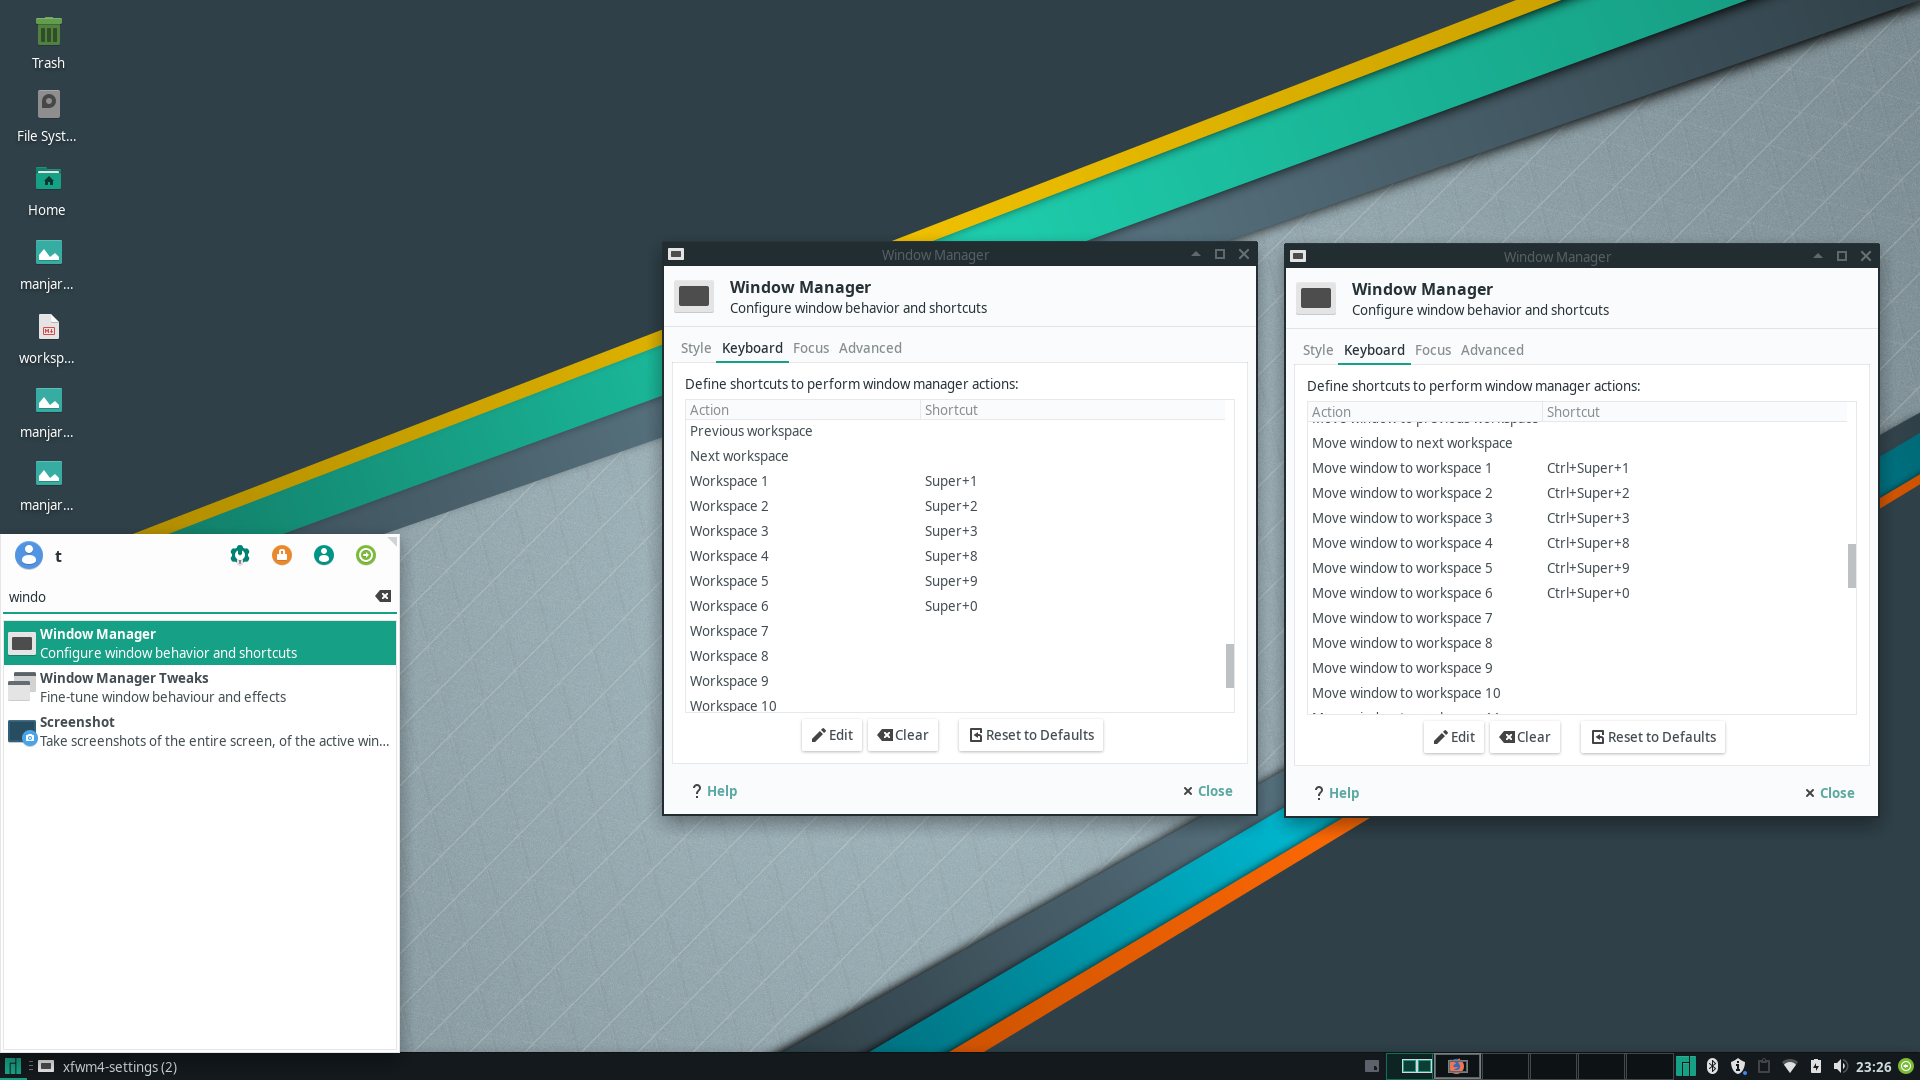 Trash
File Syst...
Home
manjar...
worksp...
manjar...
manjar...
t
windo
Window Manager
Configure window behavior and shortcuts
Window Manager Tweaks
Fine-tune window behaviour and effects
Screenshot
Take screenshots of the entire screen, of the active win...
Window Manager
Window Manager
Configure window behavior and shortcuts
Style Keyboard Focus Advanced
Define shortcuts to perform window manager actions:
Action Shortcut
Previous workspace
Next workspace
Workspace 1 Super+1
Workspace 2 Super+2
Workspace 3 Super+3
Workspace 4 Super+8
Workspace 5 Super+9
Workspace 6 Super+0
Workspace 7
Workspace 8
Workspace 9
Workspace 10
Edit Clear Reset to Defaults
? Help Close
Window Manager
Window Manager
Configure window behavior and shortcuts
Style Keyboard Focus Advanced
Define shortcuts to perform window manager actions:
Action Shortcut
Move window to previous workspace
Move window to next workspace
Move window to workspace 1 Ctrl+Super+1
Move window to workspace 2 Ctrl+Super+2
Move window to workspace 3 Ctrl+Super+3
Move window to workspace 4 Ctrl+Super+8
Move window to workspace 5 Ctrl+Super+9
Move window to workspace 6 Ctrl+Super+0
Move window to workspace 7
Move window to workspace 8
Move window to workspace 9
Move window to workspace 10
Edit Clear Reset to Defaults
? Help Close
xfwm4-settings (2)
23:26